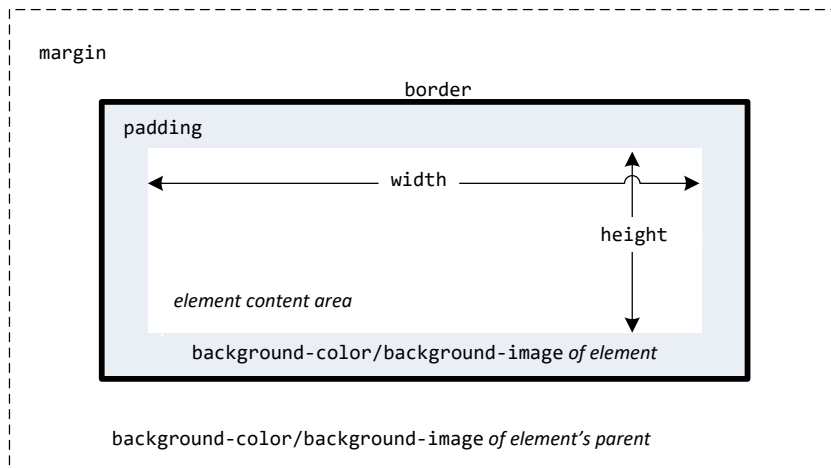 margin
border
padding
width
height
element content area
background-color/background-image of element
background-color/background-image of element’s parent